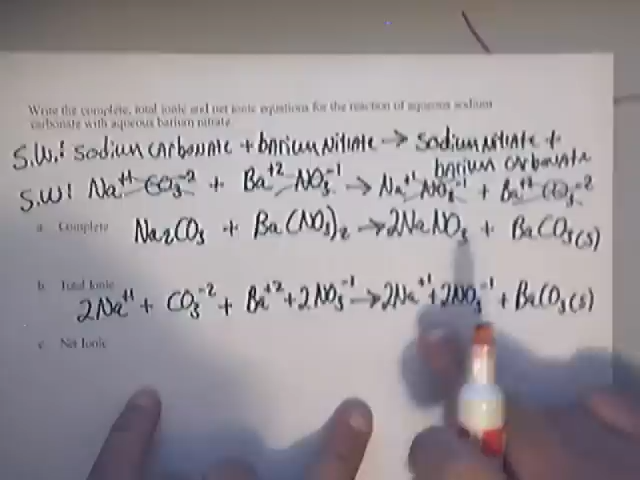 Write the complete, total ionic and net ionic equations for the reaction of aqueous sodium
carbonate with aqueous barium nitrate.
S.W: sodium carbonate + barium Nitrate → sodium nitrate +
barium carbonate
S.W! Na⁺¹ CO₃⁻² + Ba⁺² NO₃⁻¹ → Na⁺¹ NO₃⁻¹ + Ba⁺² CO₃⁻²
a Complete Na₂CO₃ + Ba(NO₃)₂ → 2NaNO₃ + BaCO₃(s)
b Total Ionic
2Na⁺¹ + CO₃⁻² + Ba⁺² + 2NO₃⁻¹ → 2Na⁺¹ + 2NO₃⁻¹ + BaCO₃(s)
c Net Ionic